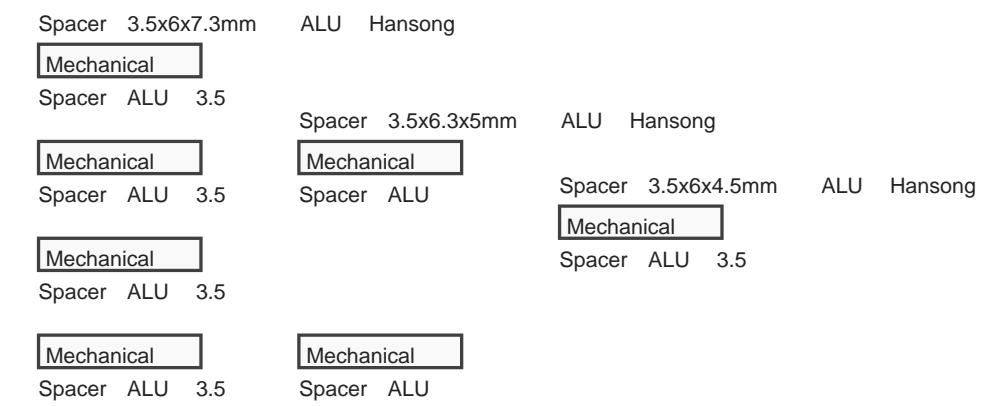 Spacer 3.5x6x7.3mm ALU Hansong
Mechanical
Spacer ALU 3.5
Mechanical
Spacer ALU 3.5
Mechanical
Spacer ALU 3.5
Mechanical
Spacer ALU 3.5
Spacer 3.5x6.3x5mm ALU Hansong
Mechanical
Spacer ALU
Mechanical
Spacer ALU
Spacer 3.5x6x4.5mm ALU Hansong
Mechanical
Spacer ALU 3.5